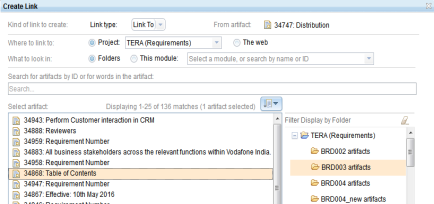 Create Link
Kind of link to create: Link type: Link To From artifact: 34747: Distribution
Where to link to: Project: TERA (Requirements) The web
What to look in: Folders This module: Select a module, or search by name or ID
Search for artifacts by ID or for words in the artifact:
Search...
Select artifact: Displaying 1-25 of 136 matches (1 artifact selected)
Filter Display by Folder
34943: Perform Customer interaction in CRM
34888: Reviewers
34959: Requirement Number
34883: All business stakeholders across the relevant functions within Vodafone India.
34958: Requirement Number
34868: Table of Contents
34947: Requirement Number
34867: Effective: 10th May 2016
TERA (Requirements)
BRD002 artifacts
BRD003 artifacts
BRD004 artifacts
BRD004_new artifacts